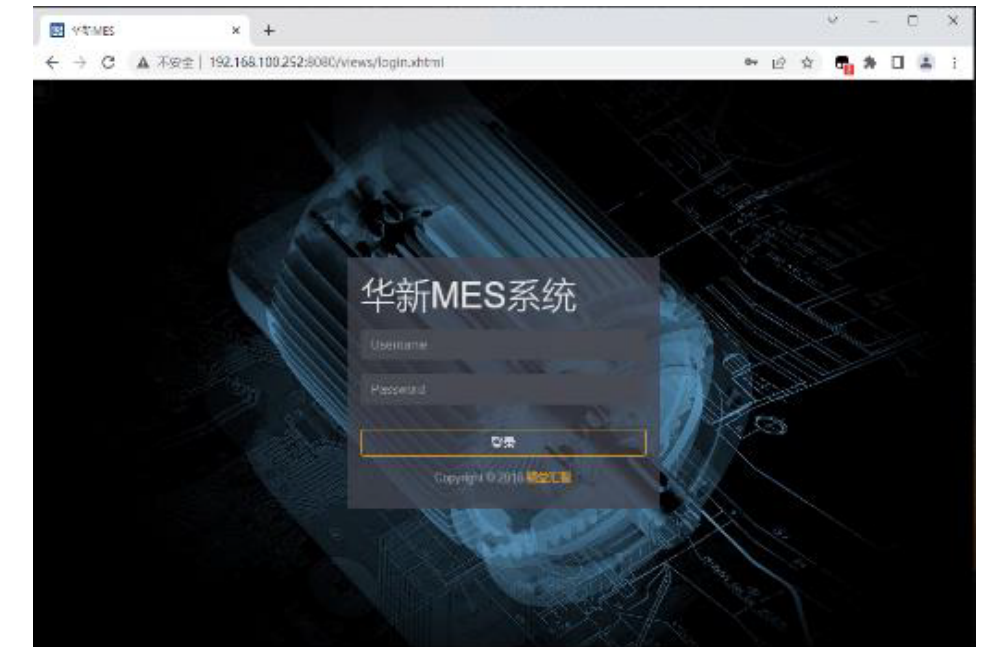 华新MES
不安全 | 192.168.100.252:8080/views/login.xhtml
华新MES系统
Username
Password
登录
Copyright © 2018